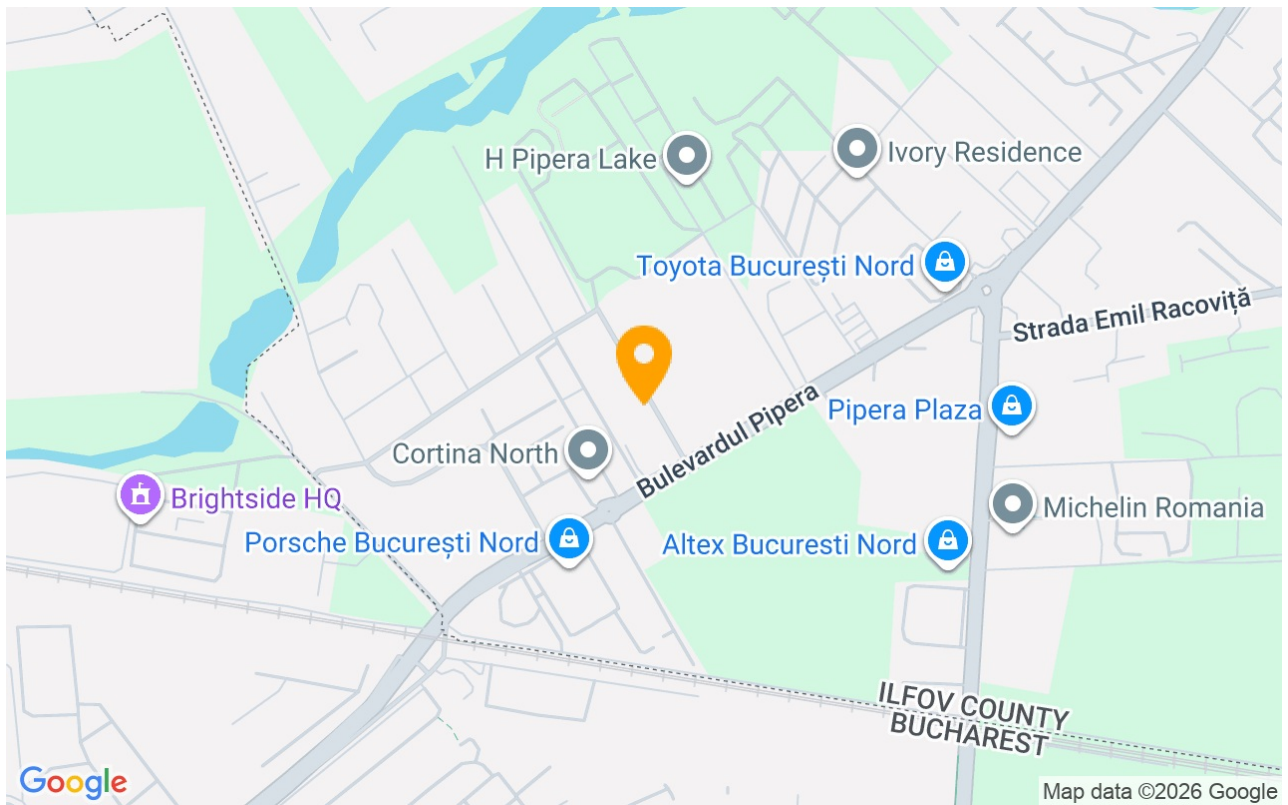 H Pipera Lake
Ivory Residence
Toyota București Nord
Strada Emil Racoviță
Bulevardul Pipera
Pipera Plaza
Cortina North
Brightside HQ
Michelin Romania
Porsche București Nord
Altex Bucuresti Nord
ILFOV COUNTY
BUCHAREST
Google
Map data ©2026 Google